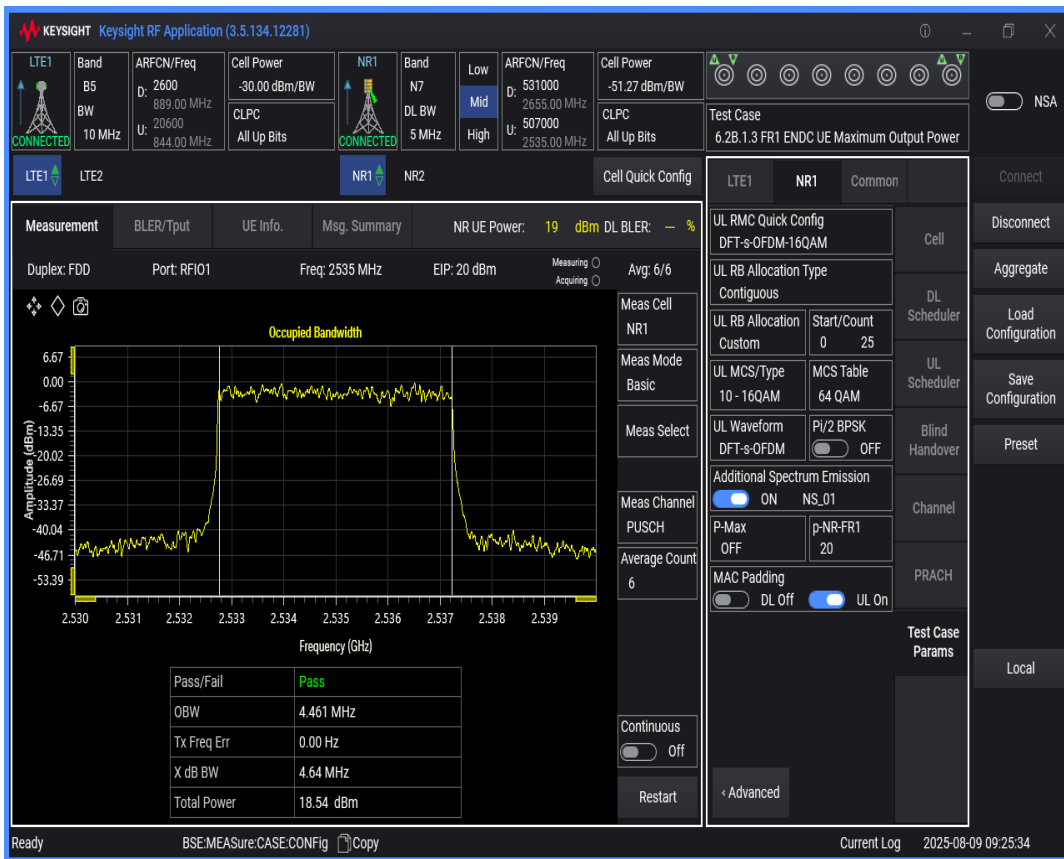 KEYSIGHT Keysight RF Application (3.5.134.12281)
LTE1
CONNECTED
Band
B5
BW
10 MHz
ARFCN/Freq
D: 2600
889.00 MHz
U: 20600
844.00 MHz
Cell Power
-30.00 dBm/BW
CLPC
All Up Bits
NR1
CONNECTED
Band
N7
DL BW
5 MHz
Low
Mid
High
ARFCN/Freq
D: 531000
2655.00 MHz
U: 507000
2535.00 MHz
Cell Power
-51.27 dBm/BW
CLPC
All Up Bits
Test Case
6.2B.1.3 FR1 ENDC UE Maximum Output Power
NSA
LTE1 LTE2 NR1 NR2 Cell Quick Config
Measurement BLER/Tput UE Info. Msg. Summary NR UE Power: 19 dBm DL BLER: — %
Duplex: FDD Port: RFIO1 Freq: 2535 MHz EIP: 20 dBm
Measuring
Acquiring
Avg: 6/6
Occupied Bandwidth
Amplitude (dBm)
6.67
0.00
-6.67
-13.35
-20.02
-26.69
-33.37
-40.04
-46.71
-53.39
2.530 2.531 2.532 2.533 2.534 2.535 2.536 2.537 2.538 2.539
Frequency (GHz)
Pass/Fail Pass
OBW 4.461 MHz
Tx Freq Err 0.00 Hz
X dB BW 4.64 MHz
Total Power 18.54 dBm
Meas Cell
NR1
Meas Mode
Basic
Meas Select
Meas Channel
PUSCH
Average Count
6
Continuous
Off
Restart
LTE1 NR1 Common
UL RMC Quick Config
DFT-s-OFDM-16QAM
UL RB Allocation Type
Contiguous
UL RB Allocation
Custom
Start/Count
0 25
UL MCS/Type
10 - 16QAM
MCS Table
64 QAM
UL Waveform
DFT-s-OFDM
Pi/2 BPSK
OFF
Additional Spectrum Emission
ON NS_01
P-Max
OFF
p-NR-FR1
20
MAC Padding
DL Off UL On
‹ Advanced
Cell
DL
Scheduler
UL
Scheduler
Blind
Handover
Channel
PRACH
Test Case
Params
Connect
Disconnect
Aggregate
Load
Configuration
Save
Configuration
Preset
Local
Ready BSE:MEASure:CASE:CONFig Copy Current Log 2025-08-09 09:25:34